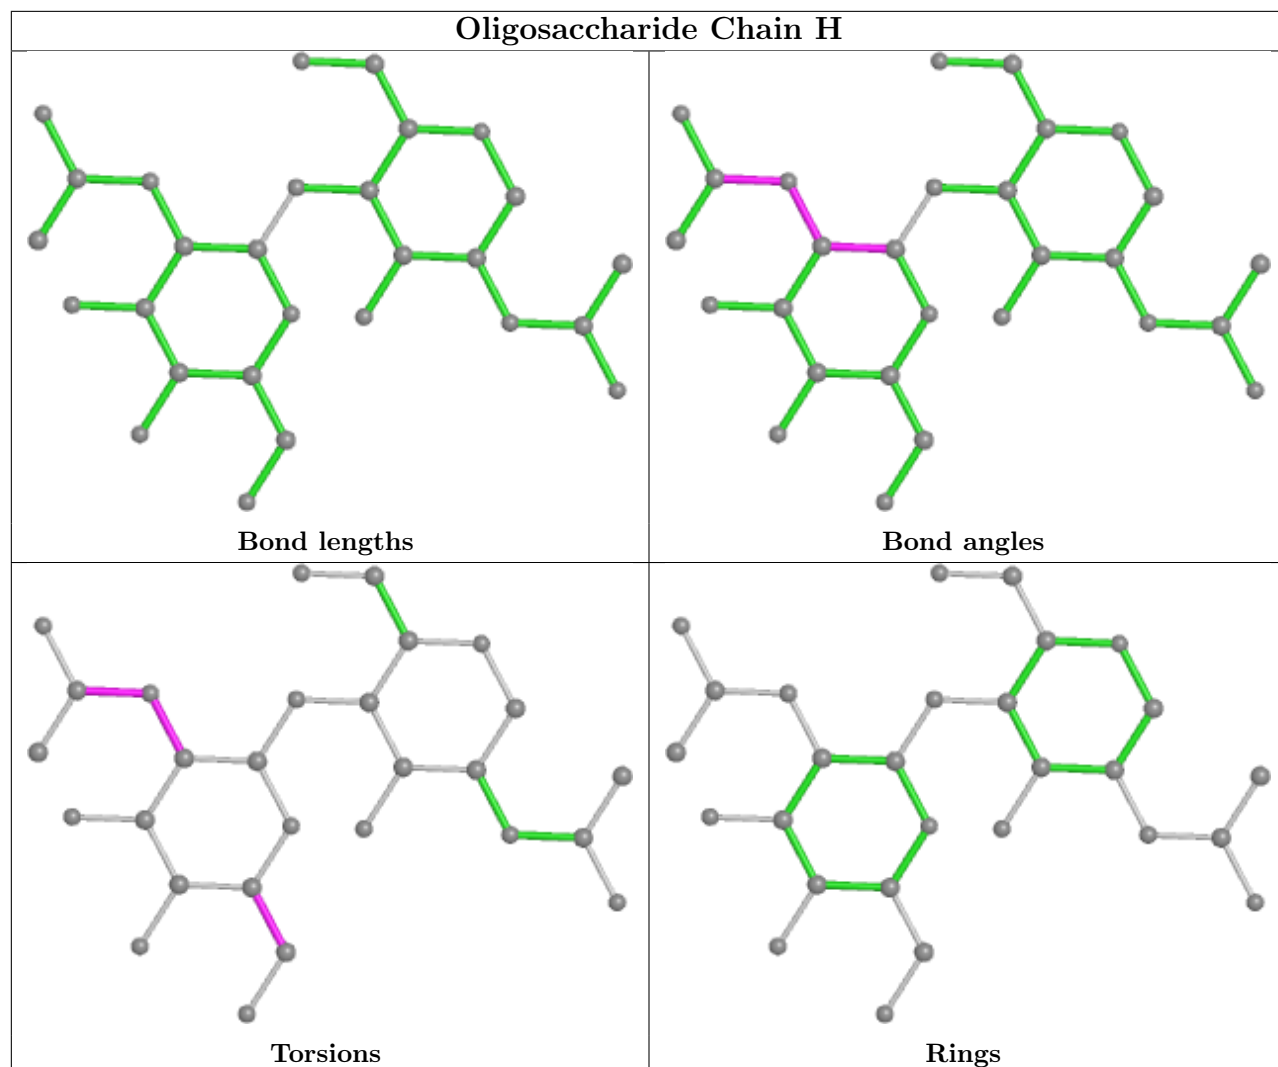 Oligosaccharide Chain H
Bond lengths
Bond angles
Torsions
Rings